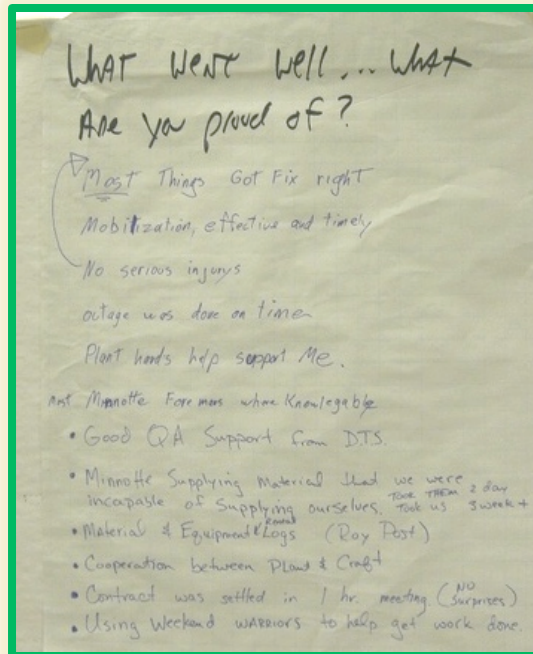 What went well... what
Are you proud of?
Most Things Got Fix right
Mobilization, effective and timely
No serious injurys
outage was done on time
Plant hands help support Me.
most Minnotte Foremans whare Knowlegable
• Good QA Support from D.T.S.
• Minnotte Supplying Material that we were
incapable of Supplying ourselves. TOOK THEM 2 day
TOOK US 3 week +
• Material & Equipment Rental Logs (Roy Post)
• Cooperation between Plant & Craft
• Contract was settled in 1 hr. meeting. (NO Surprises)
• Using Weekend WARRIORS to help get work done.